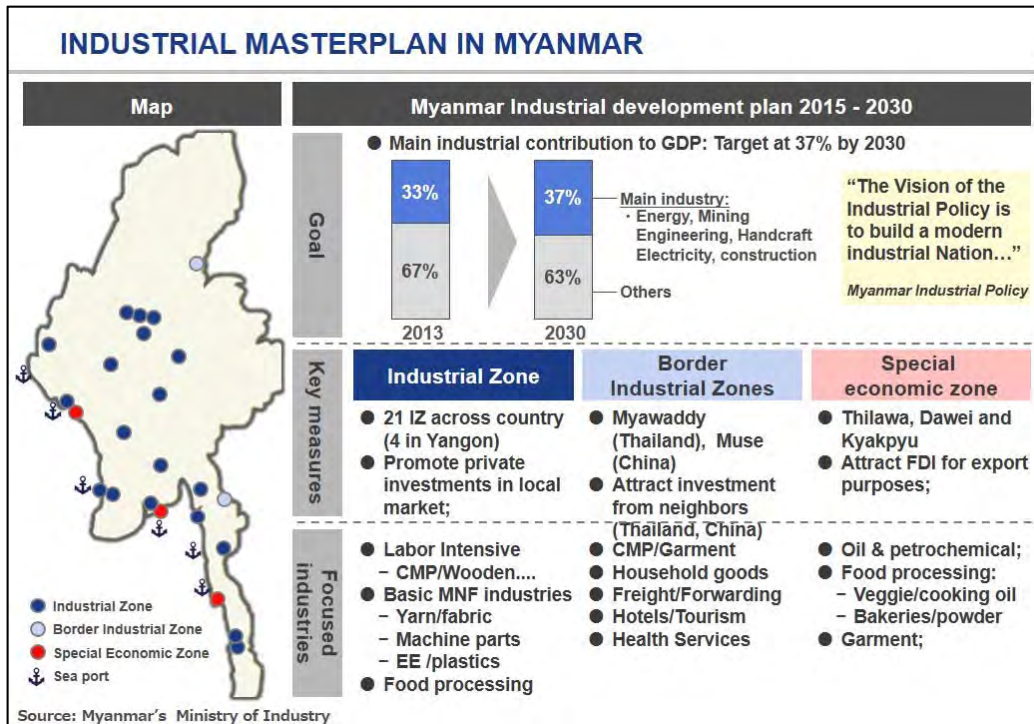 INDUSTRIAL MASTERPLAN IN MYANMAR
Map
Industrial Zone
Border Industrial Zone
Special Economic Zone
Sea port
Myanmar Industrial development plan 2015 - 2030
Goal
● Main industrial contribution to GDP: Target at 37% by 2030
33%
67%
2013
37%
63%
2030
Main industry:
· Energy, Mining
Engineering, Handcraft
Electricity, construction
Others
“The Vision of the
Industrial Policy is
to build a modern
industrial Nation…”
Myanmar Industrial Policy
Key measures
Industrial Zone
● 21 IZ across country
(4 in Yangon)
● Promote private
investments in local
market;
Border
Industrial Zones
● Myawaddy
(Thailand), Muse
(China)
● Attract investment
from neighbors
(Thailand, China)
Special
economic zone
● Thilawa, Dawei and
Kyakpyu
● Attract FDI for export
purposes;
Focused
industries
● Labor Intensive
– CMP/Wooden....
● Basic MNF industries
– Yarn/fabric
– Machine parts
– EE /plastics
● Food processing
● CMP/Garment
● Household goods
● Freight/Forwarding
● Hotels/Tourism
● Health Services
● Oil & petrochemical;
● Food processing:
– Veggie/cooking oil
– Bakeries/powder
● Garment;
Source: Myanmar’s Ministry of Industry